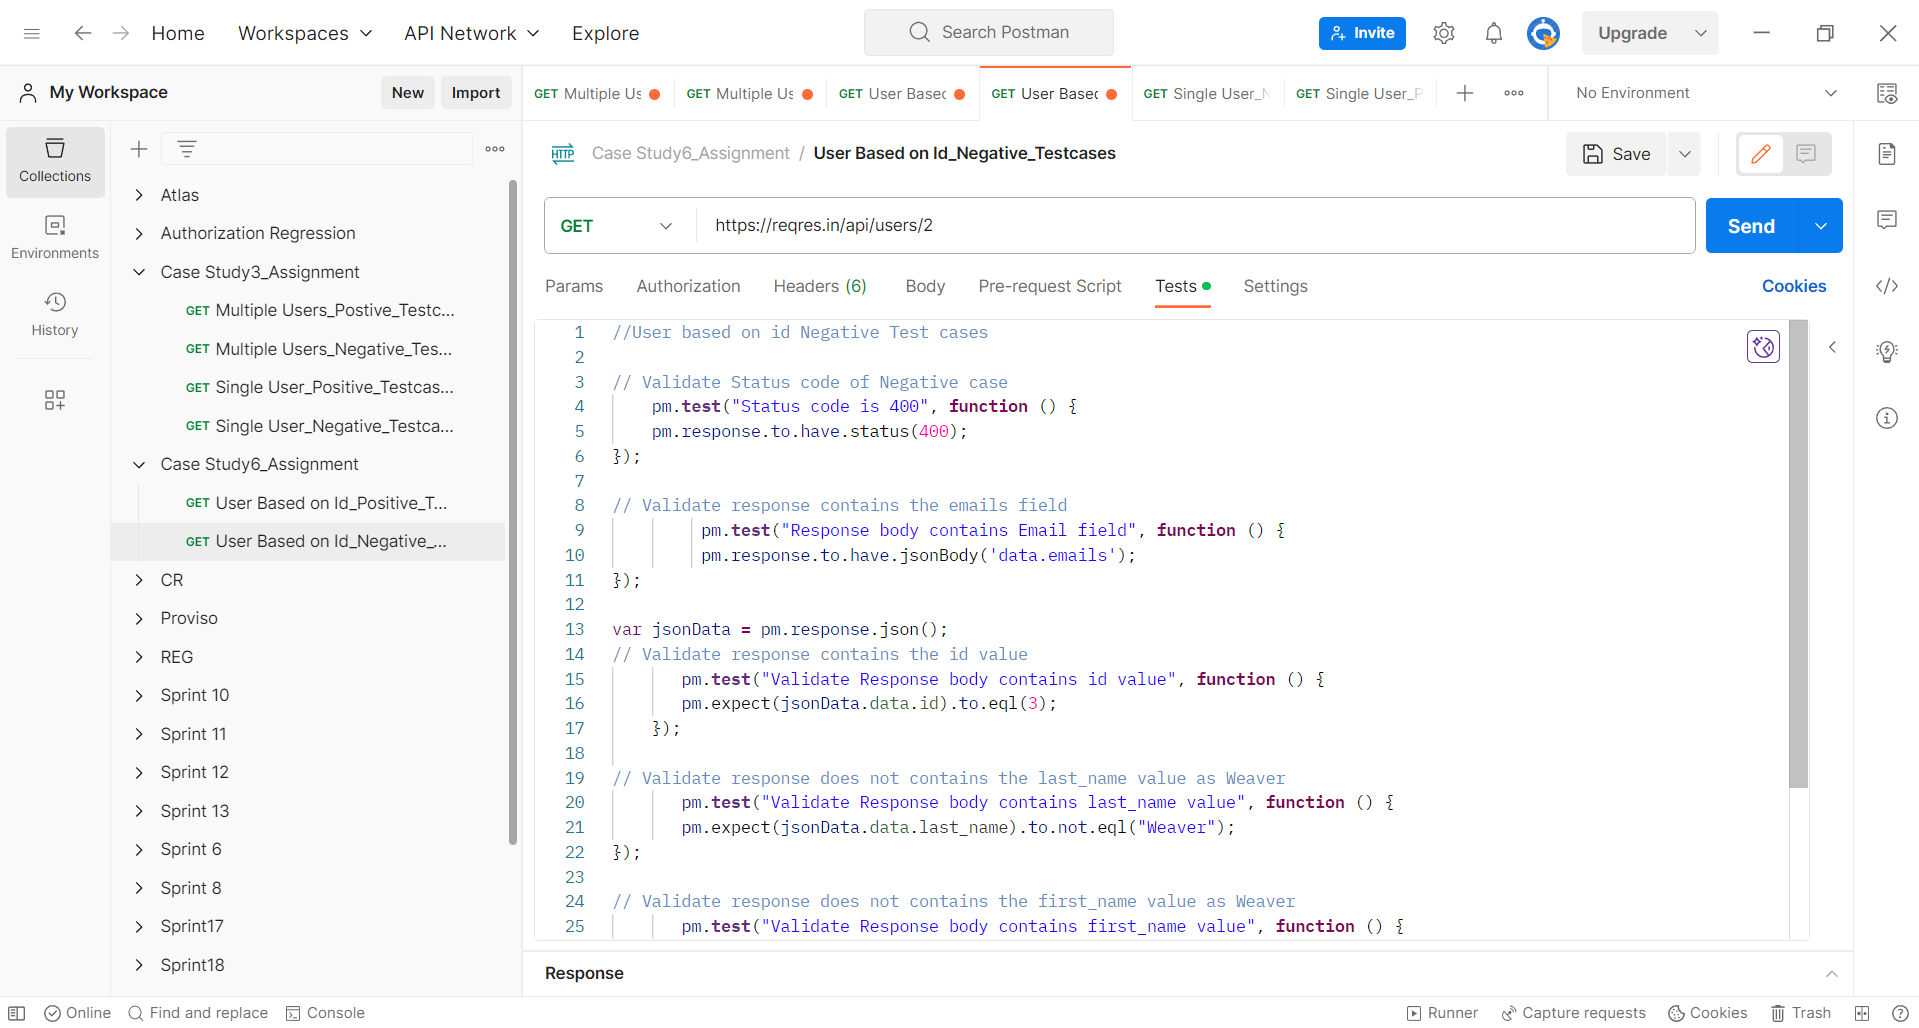 Home Workspaces API Network Explore Search Postman Invite Upgrade
My Workspace New Import GET Multiple Us GET Multiple Us GET User Basec GET User Basec GET Single User_N GET Single User_P No Environment
Collections
Environments
History
Atlas
Authorization Regression
Case Study3_Assignment
GET Multiple Users_Postive_Testc...
GET Multiple Users_Negative_Tes...
GET Single User_Positive_Testcas...
GET Single User_Negative_Testca...
Case Study6_Assignment
GET User Based on Id_Positive_T...
GET User Based on Id_Negative_...
CR
Proviso
REG
Sprint 10
Sprint 11
Sprint 12
Sprint 13
Sprint 6
Sprint 8
Sprint17
Sprint18
HTTP Case Study6_Assignment / User Based on Id_Negative_Testcases Save
GET https://reqres.in/api/users/2 Send
Params Authorization Headers (6) Body Pre-request Script Tests Settings Cookies
1 //User based on id Negative Test cases
2
3 // Validate Status code of Negative case
4 pm.test("Status code is 400", function () {
5 pm.response.to.have.status(400);
6 });
7
8 // Validate response contains the emails field
9 pm.test("Response body contains Email field", function () {
10 pm.response.to.have.jsonBody('data.emails');
11 });
12
13 var jsonData = pm.response.json();
14 // Validate response contains the id value
15 pm.test("Validate Response body contains id value", function () {
16 pm.expect(jsonData.data.id).to.eql(3);
17 });
18
19 // Validate response does not contains the last_name value as Weaver
20 pm.test("Validate Response body contains last_name value", function () {
21 pm.expect(jsonData.data.last_name).to.not.eql("Weaver");
22 });
23
24 // Validate response does not contains the first_name value as Weaver
25 pm.test("Validate Response body contains first_name value", function () {
Response
Online Find and replace Console Runner Capture requests Cookies Trash